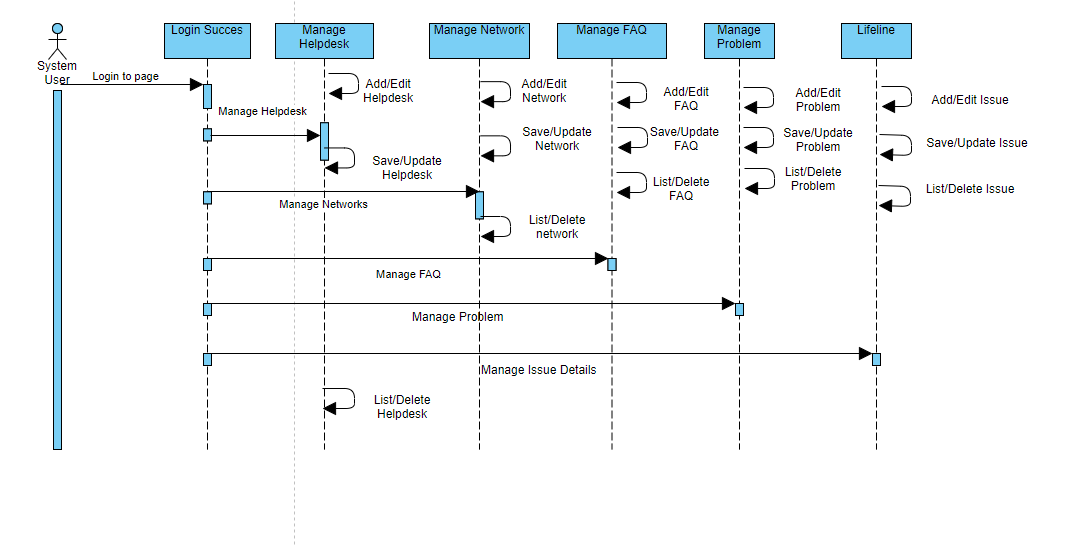 Login Succes
Manage
Helpdesk
Manage Network
Manage FAQ
Manage
Problem
Lifeline
System
User
Login to page
Add/Edit
Helpdesk
Add/Edit
Network
Add/Edit
FAQ
Add/Edit
Problem
Add/Edit Issue
Manage Helpdesk
Save/Update
Helpdesk
Save/Update
Network
Save/Update
FAQ
Save/Update
Problem
Save/Update Issue
Manage Networks
List/Delete
network
List/Delete
FAQ
List/Delete
Problem
List/Delete Issue
Manage FAQ
Manage Problem
Manage Issue Details
List/Delete
Helpdesk